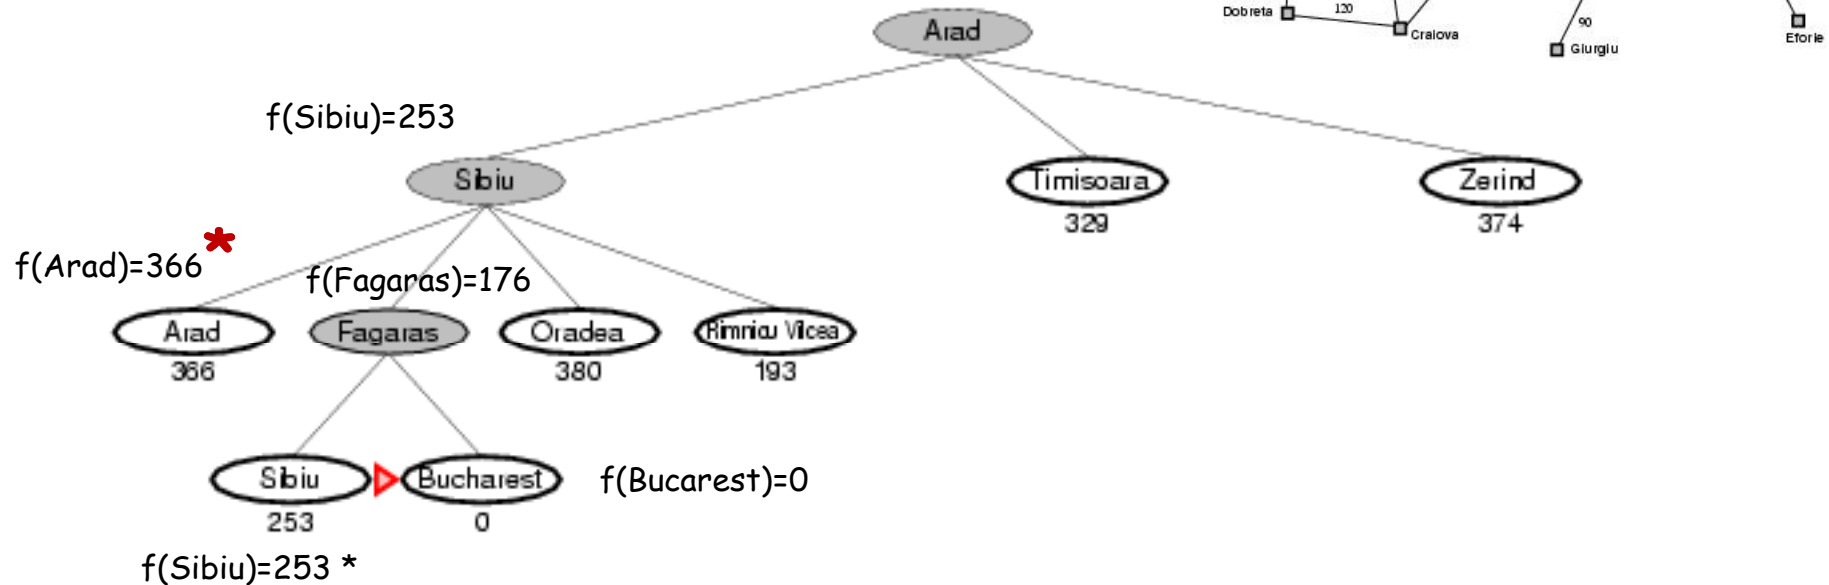 Dobreta
120
Craiova
90
Giurgiu
Eforie
Arad
f(Sibiu)=253
Sibiu
Timisoara
Zerind
329
374
f(Arad)=366*
f(Fagaras)=176
Arad
Fagaras
Oradea
Rimnicu Vilcea
366
380
193
Sibiu
Bucharest
f(Bucarest)=0
253
0
f(Sibiu)=253 *